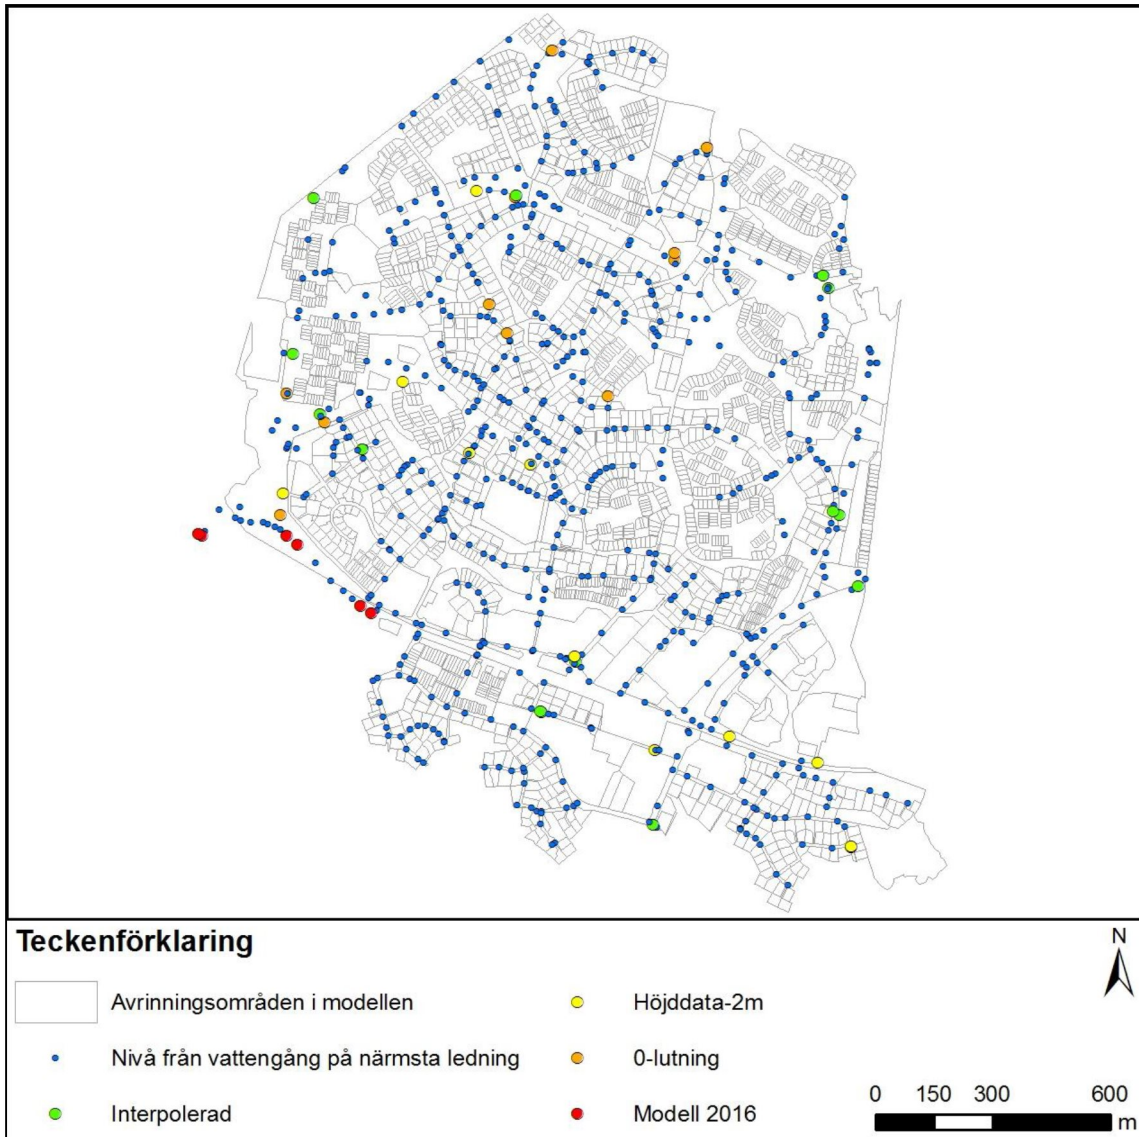 Teckenförklaring
N
Avrinningsområden i modellen
Höjddata-2m
Nivå från vattengång på närmsta ledning
0-lutning
Interpolerad
Modell 2016
0 150 300 600
m